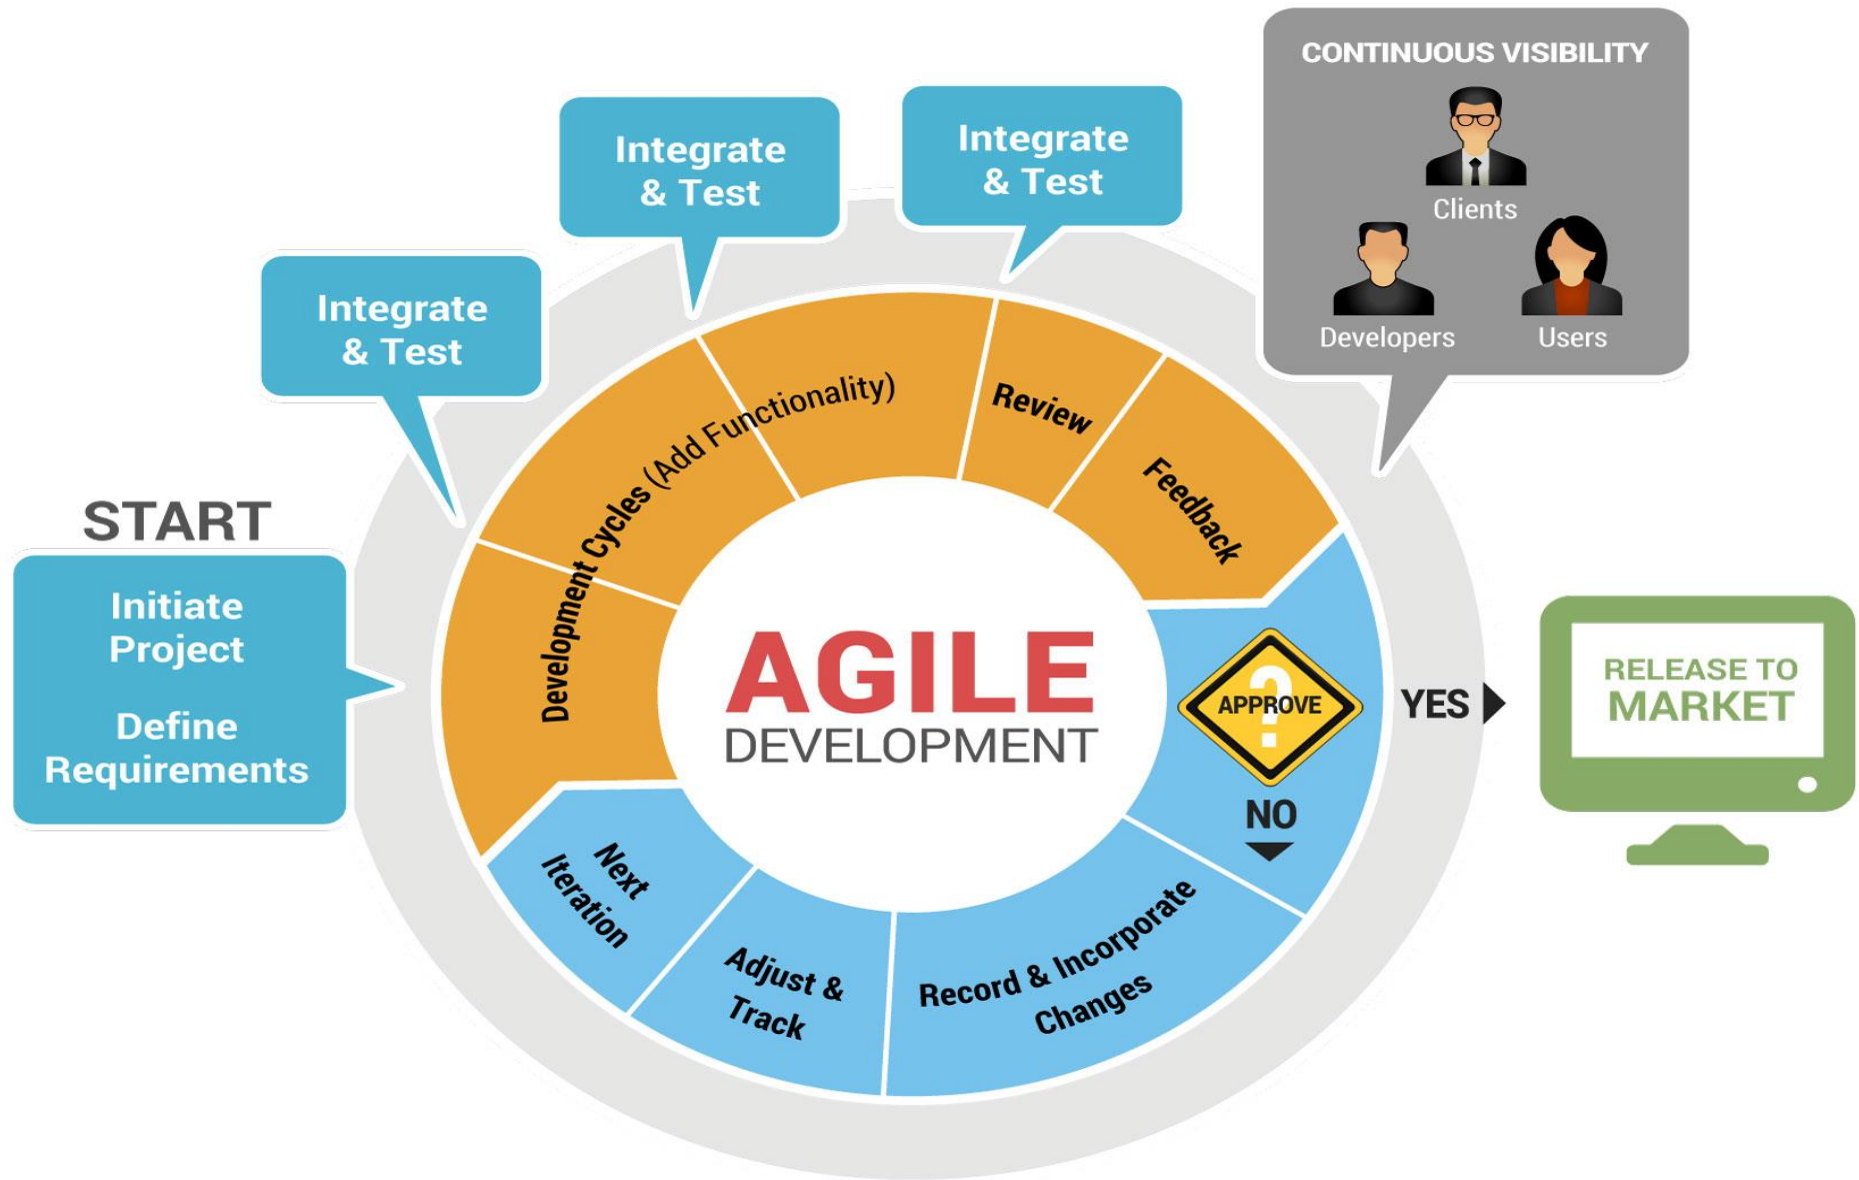 START
Initiate
Project
Define
Requirements
Integrate
& Test
Integrate
& Test
Integrate
& Test
CONTINUOUS VISIBILITY
Clients
Developers
Users
Development Cycles (Add Functionality)
Review
Feedback
AGILE
DEVELOPMENT
?
APPROVE
YES
NO
RELEASE TO
MARKET
Record & Incorporate
Changes
Adjust &
Track
Next
Iteration